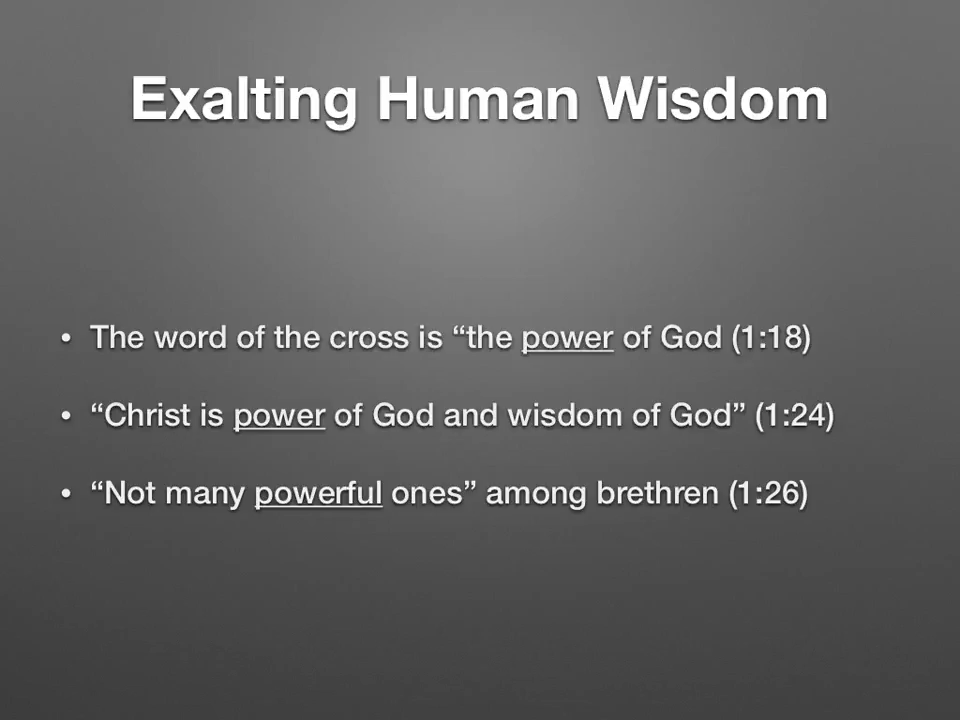 Exalting Human Wisdom
• The word of the cross is “the power of God (1:18)
• “Christ is power of God and wisdom of God” (1:24)
• “Not many powerful ones” among brethren (1:26)